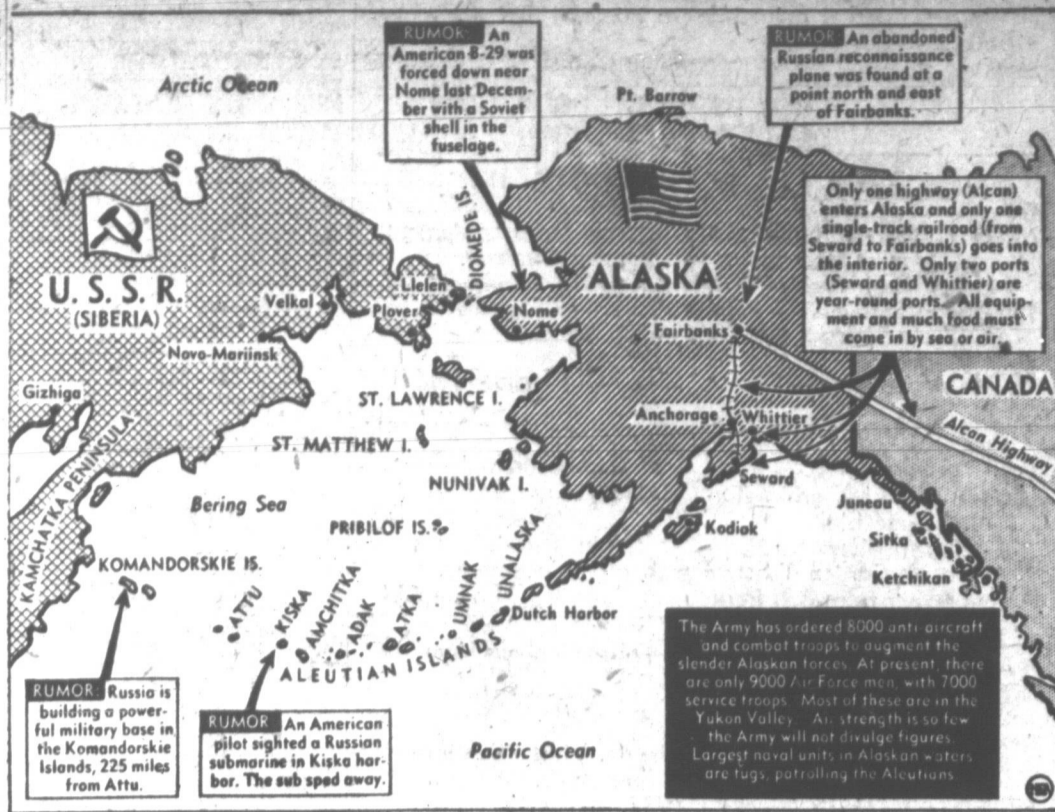 RUMOR: An
American B-29 was
forced down near
Nome last Decem-
ber with a Soviet
shell in the
fuselage.
RUMOR: An abandoned
Russian reconnaissance
plane was found at a
point north and east
of Fairbanks.
Arctic Ocean
Pt. Barrow
Only one highway (Alcan)
enters Alaska and only one
single-track railroad (from
Seward to Fairbanks) goes into
the interior. Only two ports
(Seward and Whittier) are
year-round ports. All equip-
ment and much food must
come in by sea or air.
U. S. S. R.
(SIBERIA)
DIOMEDE IS.
ALASKA
Llelen
Velkal
Plover
Nome
Fairbanks
Novo-Mariinsk
CANADA
Gizhiga
ST. LAWRENCE I.
Anchorage
Whittier
Alcan Highway
ST. MATTHEW I.
KAMCHATKA PENINSULA
NUNIVAK I.
Seward
Juneau
Bering Sea
Kodiak
PRIBILOF IS.
Sitka
KOMANDORSKIE IS.
Ketchikan
ATTU
KISKA
AMCHITKA
ADAK
ATKA
UMNAK
UNALASKA
Dutch Harbor
ALEUTIAN ISLANDS
The Army has ordered 8000 anti-aircraft
and combat troops to augment the
slender Alaskan forces. At present, there
are only 9000 Air Force men, with 7000
service troops. Most of these are in the
Yukon Valley. Air strength is so few
the Army will not divulge figures.
Largest naval units in Alaskan waters
are tugs, patrolling the Aleutians.
RUMOR: Russia is
building a power-
ful military base in
the Komandorskie
Islands, 225 miles
from Attu.
RUMOR An American
pilot sighted a Russian
submarine in Kiska har-
bor. The sub sped away.
Pacific Ocean
NEA